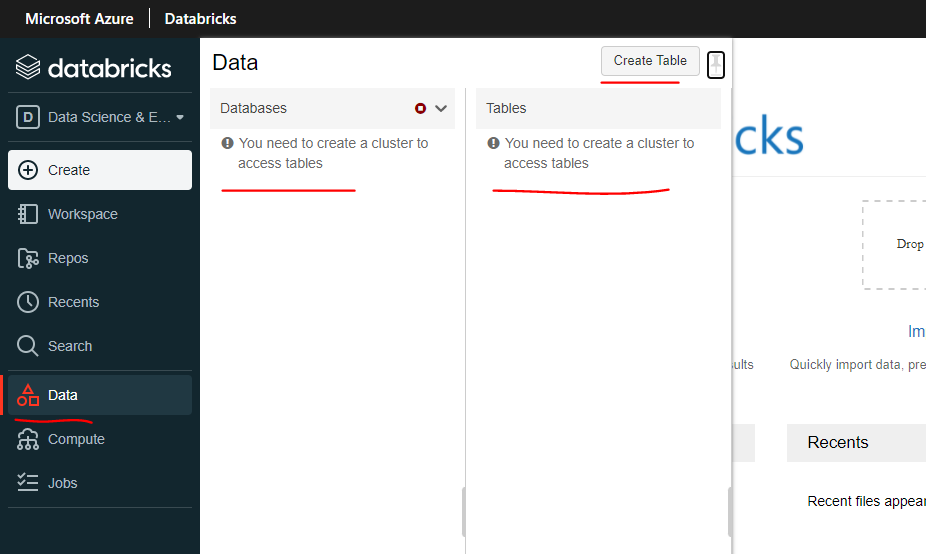 Microsoft Azure Databricks
databricks
D Data Science & E...
Create
Workspace
Repos
Recents
Search
Data
Compute
Jobs
Data
Create Table
Databases
You need to create a cluster to
access tables
Tables
You need to create a cluster to
access tables
cks
Drop
Im
ults
Quickly import data, pre
Recents
Recent files appear